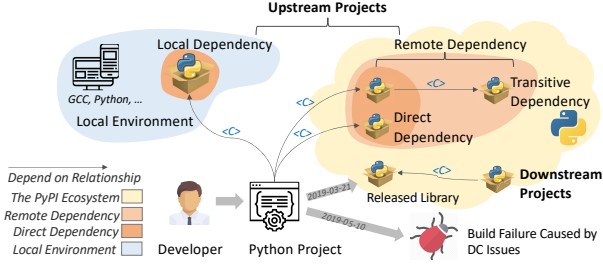 Upstream Projects
Local Dependency
Remote Dependency
GCC, Python, ...
Local Environment
<C>
<C>
<C>
<C>
Transitive
Dependency
Direct
Dependency
Depend on Relationship
The PyPI Ecosystem
Remote Dependency
Direct Dependency
Local Environment
Developer
Python Project
2019-03-21
2019-05-10
Released Library
<C>
Downstream
Projects
Build Failure Caused by
DC Issues